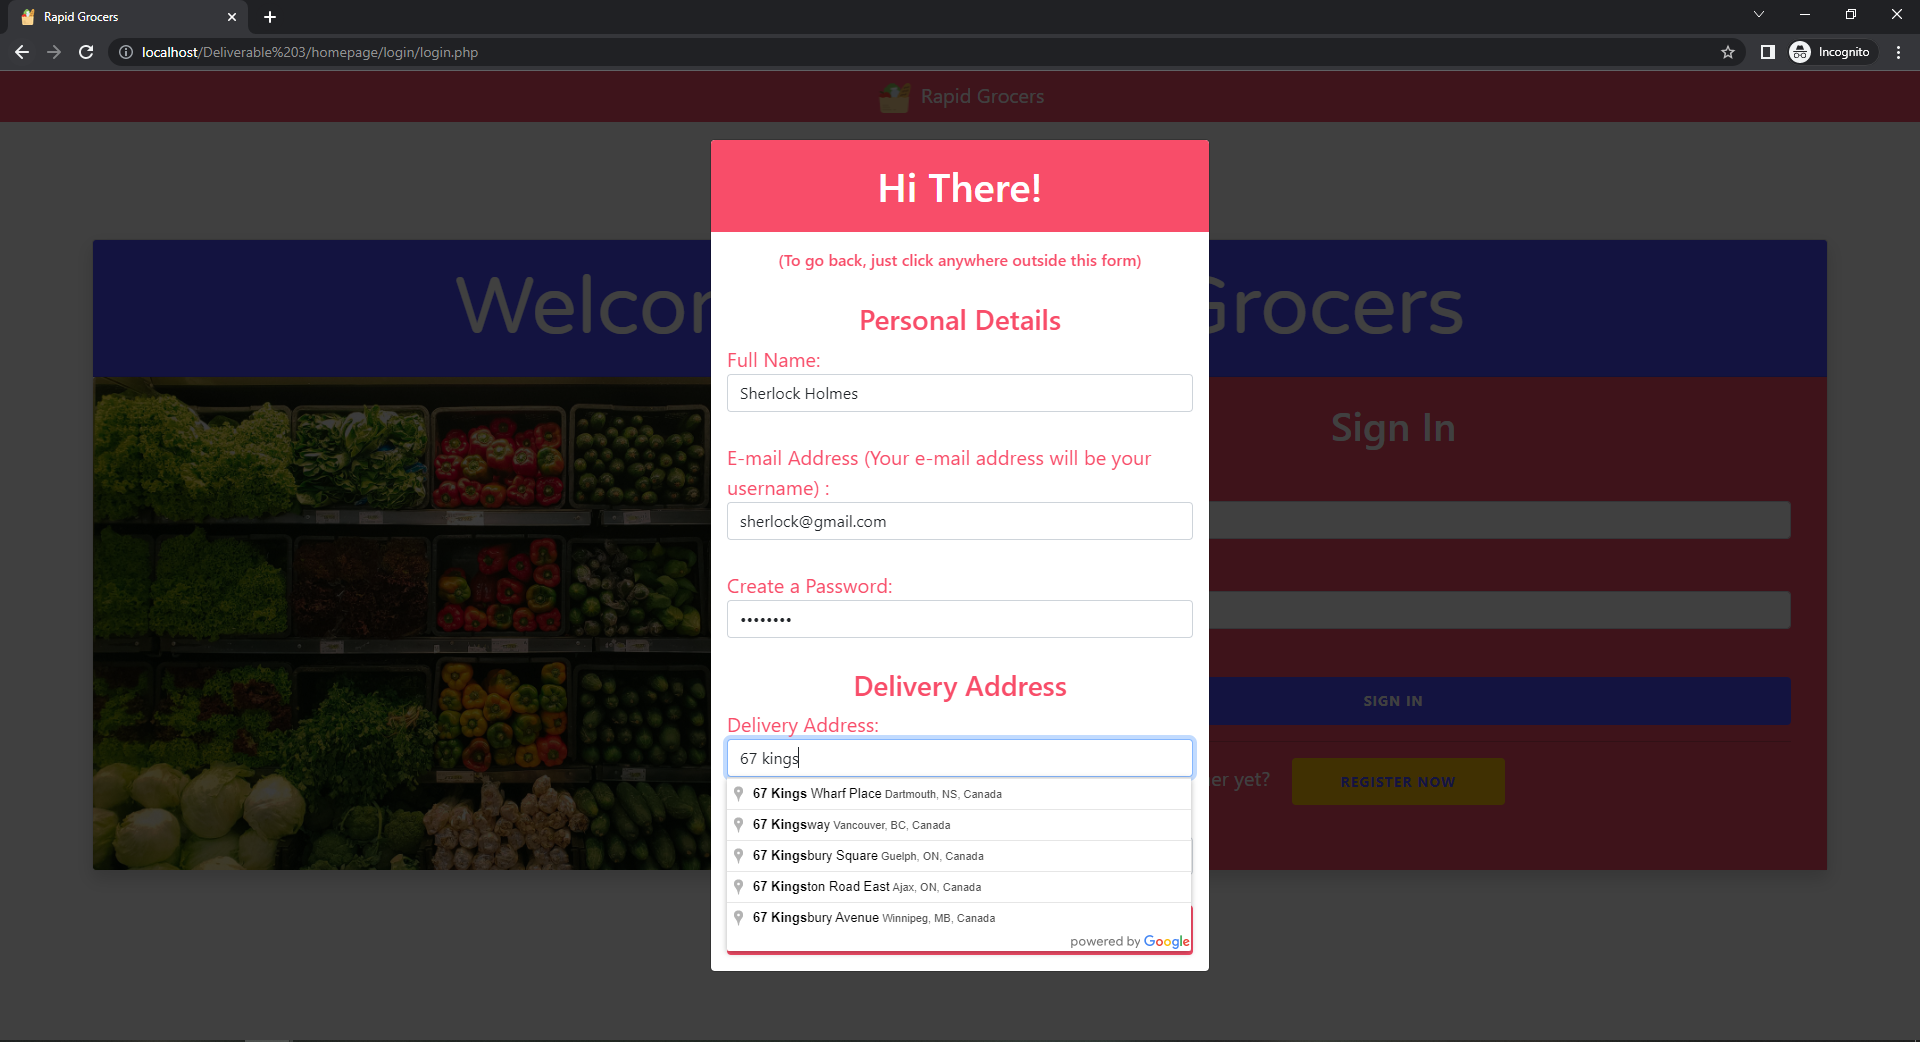 Rapid Grocers
localhost/Deliverable%203/homepage/login/login.php
Incognito
Rapid Grocers
Hi There!
(To go back, just click anywhere outside this form)
Welcor
Grocers
Personal Details
Full Name:
Sherlock Holmes
Sign In
E-mail Address (Your e-mail address will be your
username) :
sherlock@gmail.com
Create a Password:
••••••••
Delivery Address
SIGN IN
Delivery Address:
67 kings
er yet?
REGISTER NOW
67 Kings Wharf Place Dartmouth, NS, Canada
67 Kingsway Vancouver, BC, Canada
67 Kingsbury Square Guelph, ON, Canada
67 Kingston Road East Ajax, ON, Canada
67 Kingsbury Avenue Winnipeg, MB, Canada
powered by Google